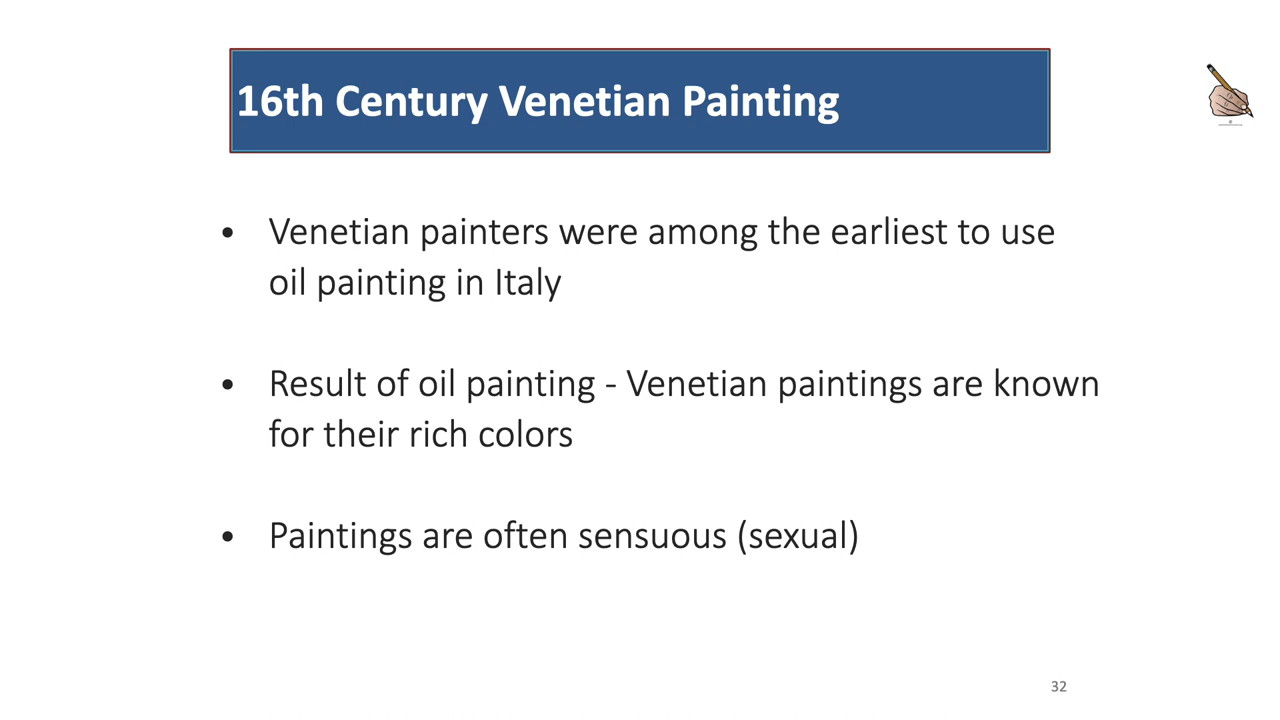 16th Century Venetian Painting
• Venetian painters were among the earliest to use
oil painting in Italy
• Result of oil painting - Venetian paintings are known
for their rich colors
• Paintings are often sensuous (sexual)
32